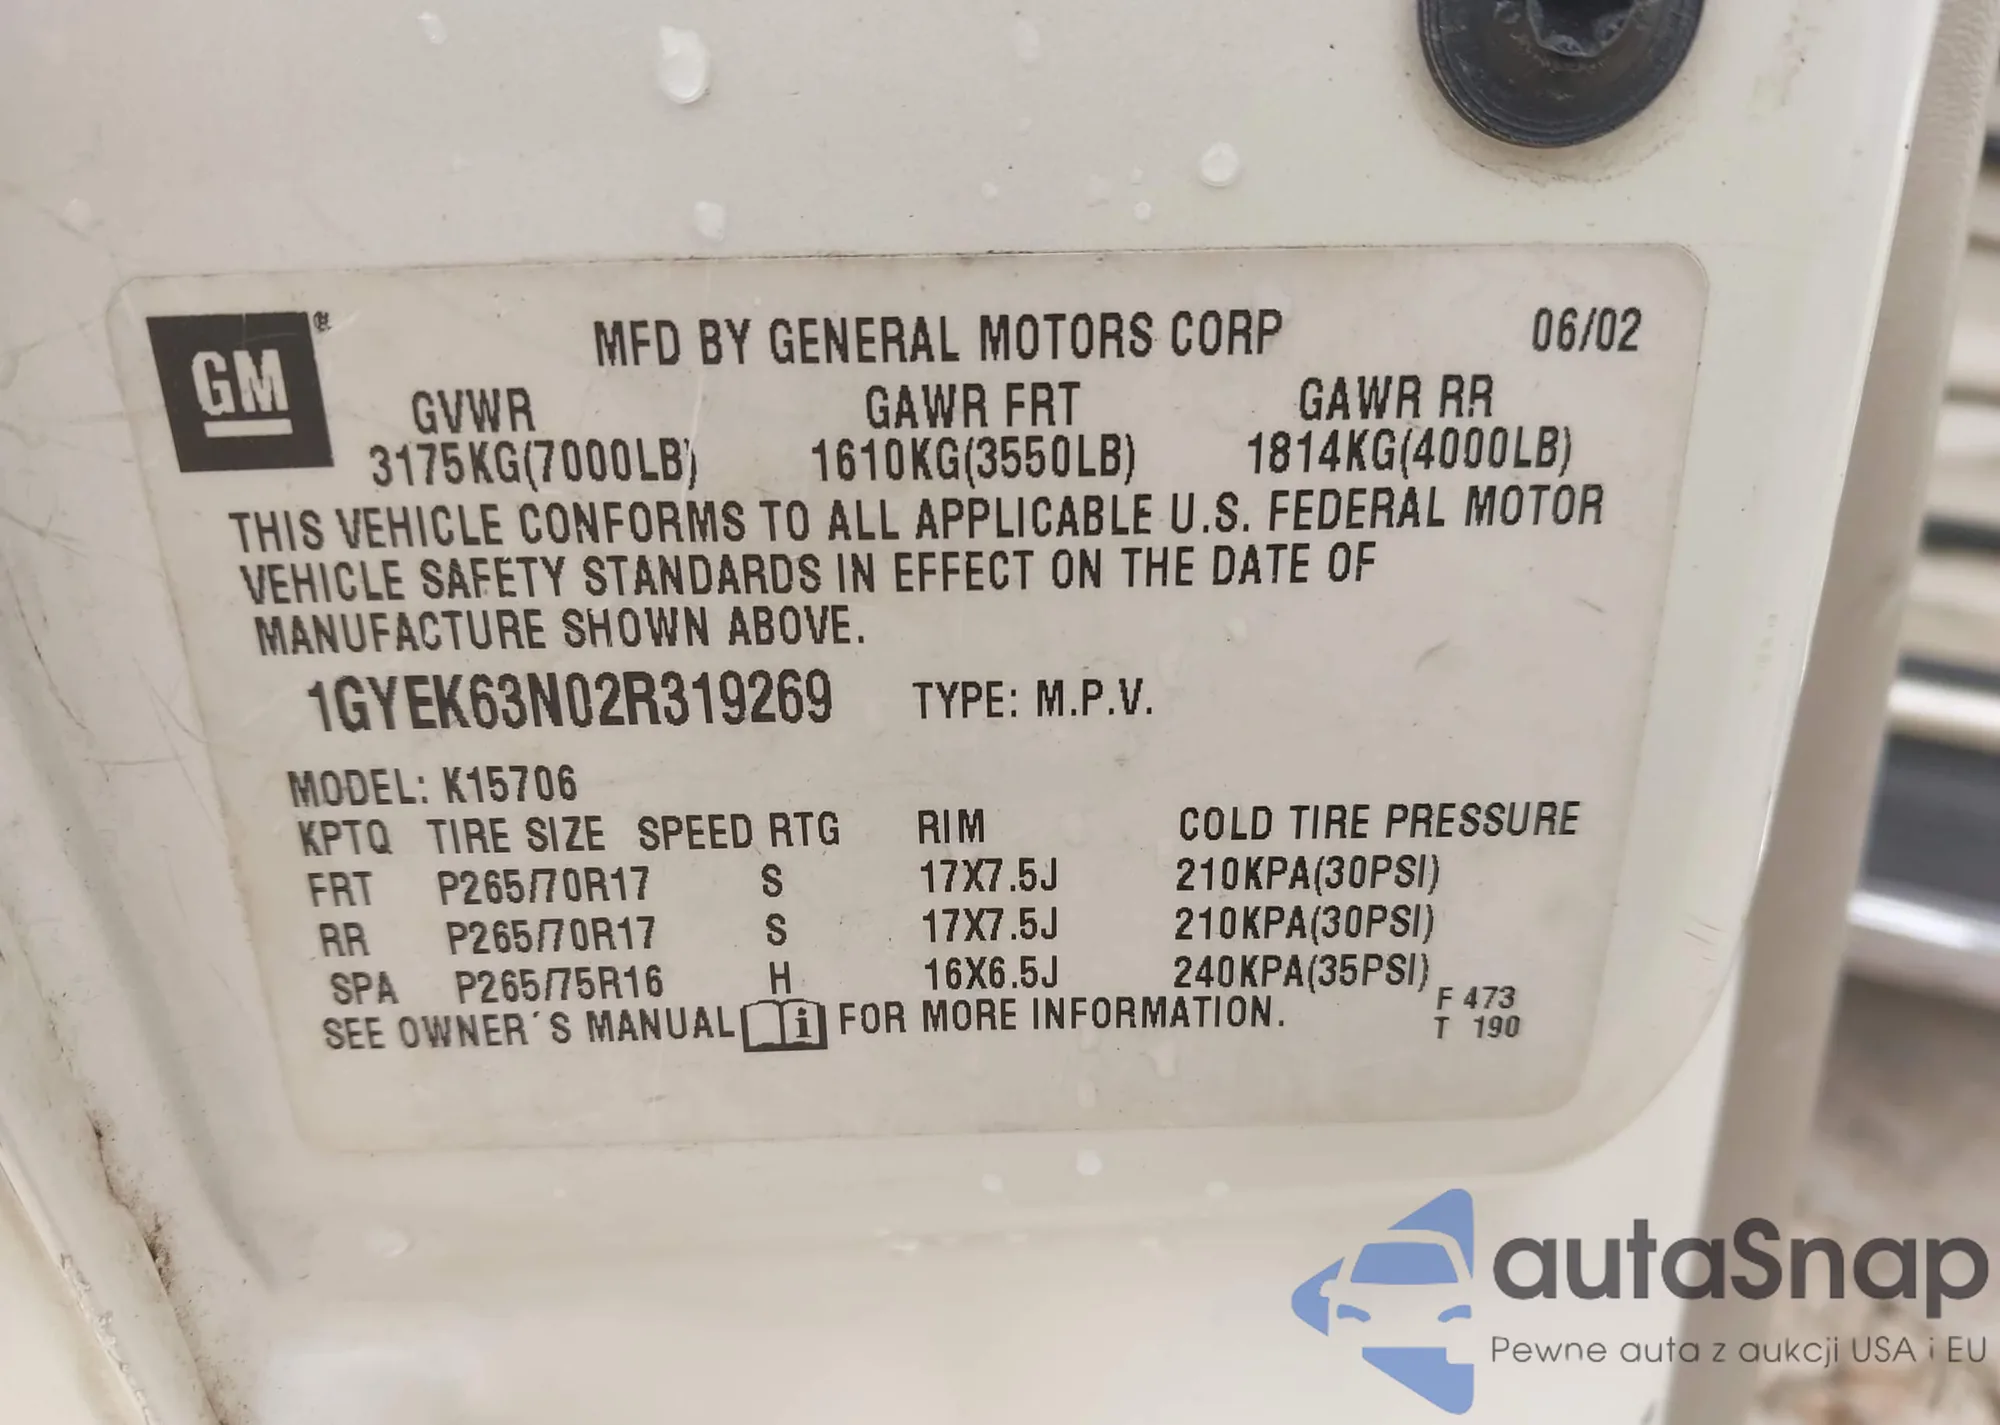 GM®
MFD BY GENERAL MOTORS CORP 06/02
GVWR GAWR FRT GAWR RR
3175KG(7000LB) 1610KG(3550LB) 1814KG(4000LB)
THIS VEHICLE CONFORMS TO ALL APPLICABLE U.S. FEDERAL MOTOR
VEHICLE SAFETY STANDARDS IN EFFECT ON THE DATE OF
MANUFACTURE SHOWN ABOVE.
1GYEK63N02R319269 TYPE: M.P.V.
MODEL: K15706
KPTQ TIRE SIZE SPEED RTG RIM COLD TIRE PRESSURE
FRT P265/70R17 S 17X7.5J 210KPA(30PSI)
RR P265/70R17 S 17X7.5J 210KPA(30PSI)
SPA P265/75R16 H 16X6.5J 240KPA(35PSI)
SEE OWNER´S MANUAL i FOR MORE INFORMATION.
F 473
T 190
autaSnap
Pewne auta z aukcji USA i EU